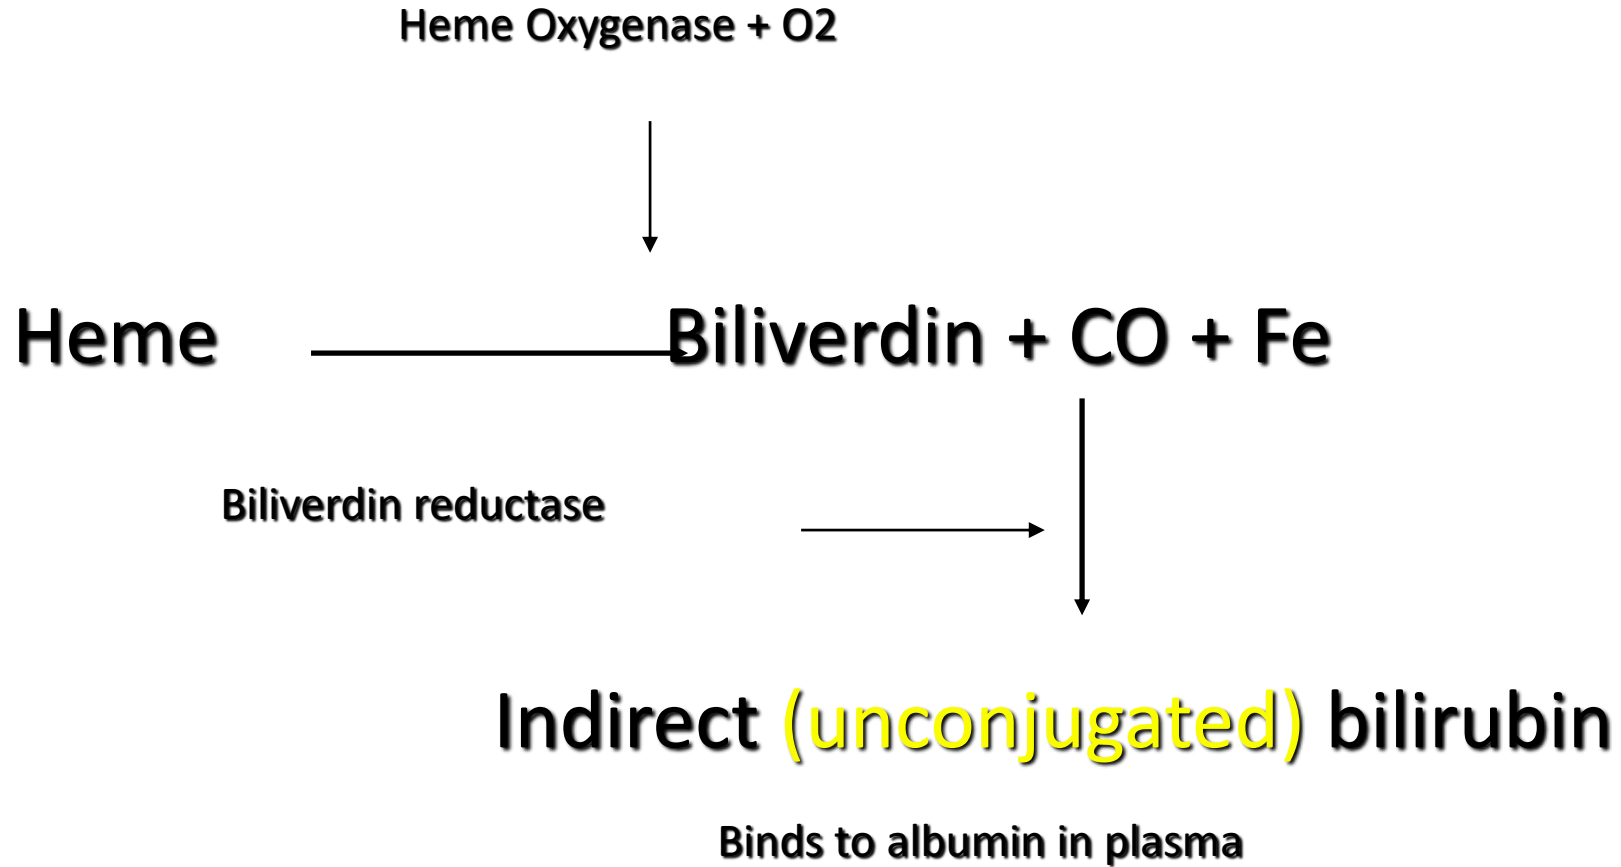 Heme Oxygenase + O2
Heme Biliverdin + CO + Fe
Biliverdin reductase
Indirect (unconjugated) bilirubin
Binds to albumin in plasma